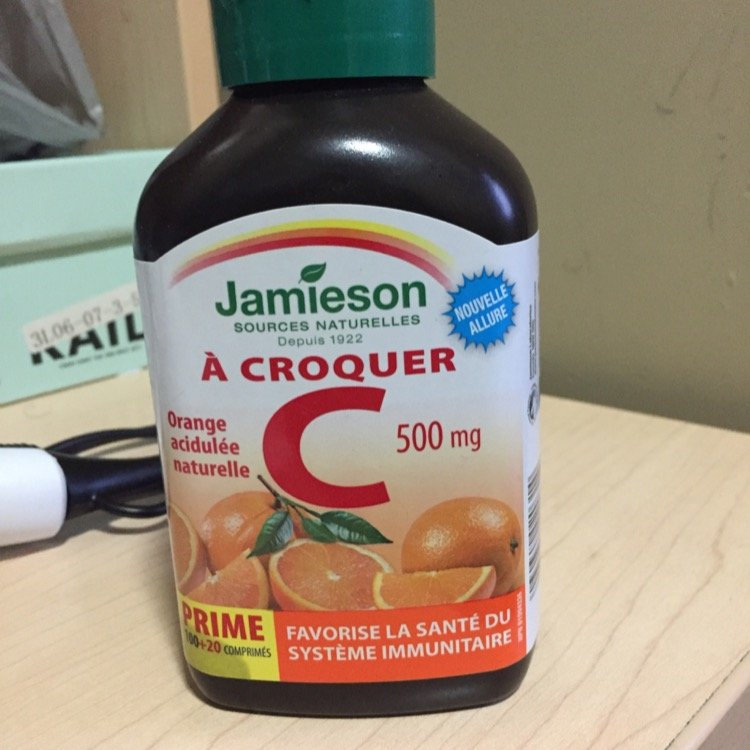 Jamieson
SOURCES NATURELLES
Depuis 1922
NOUVELLE
ALLURE
À CROQUER
C
500 mg
Orange
acidulée
naturelle
PRIME
100+20 COMPRIMÉS
FAVORISE LA SANTÉ DU
SYSTÈME IMMUNITAIRE